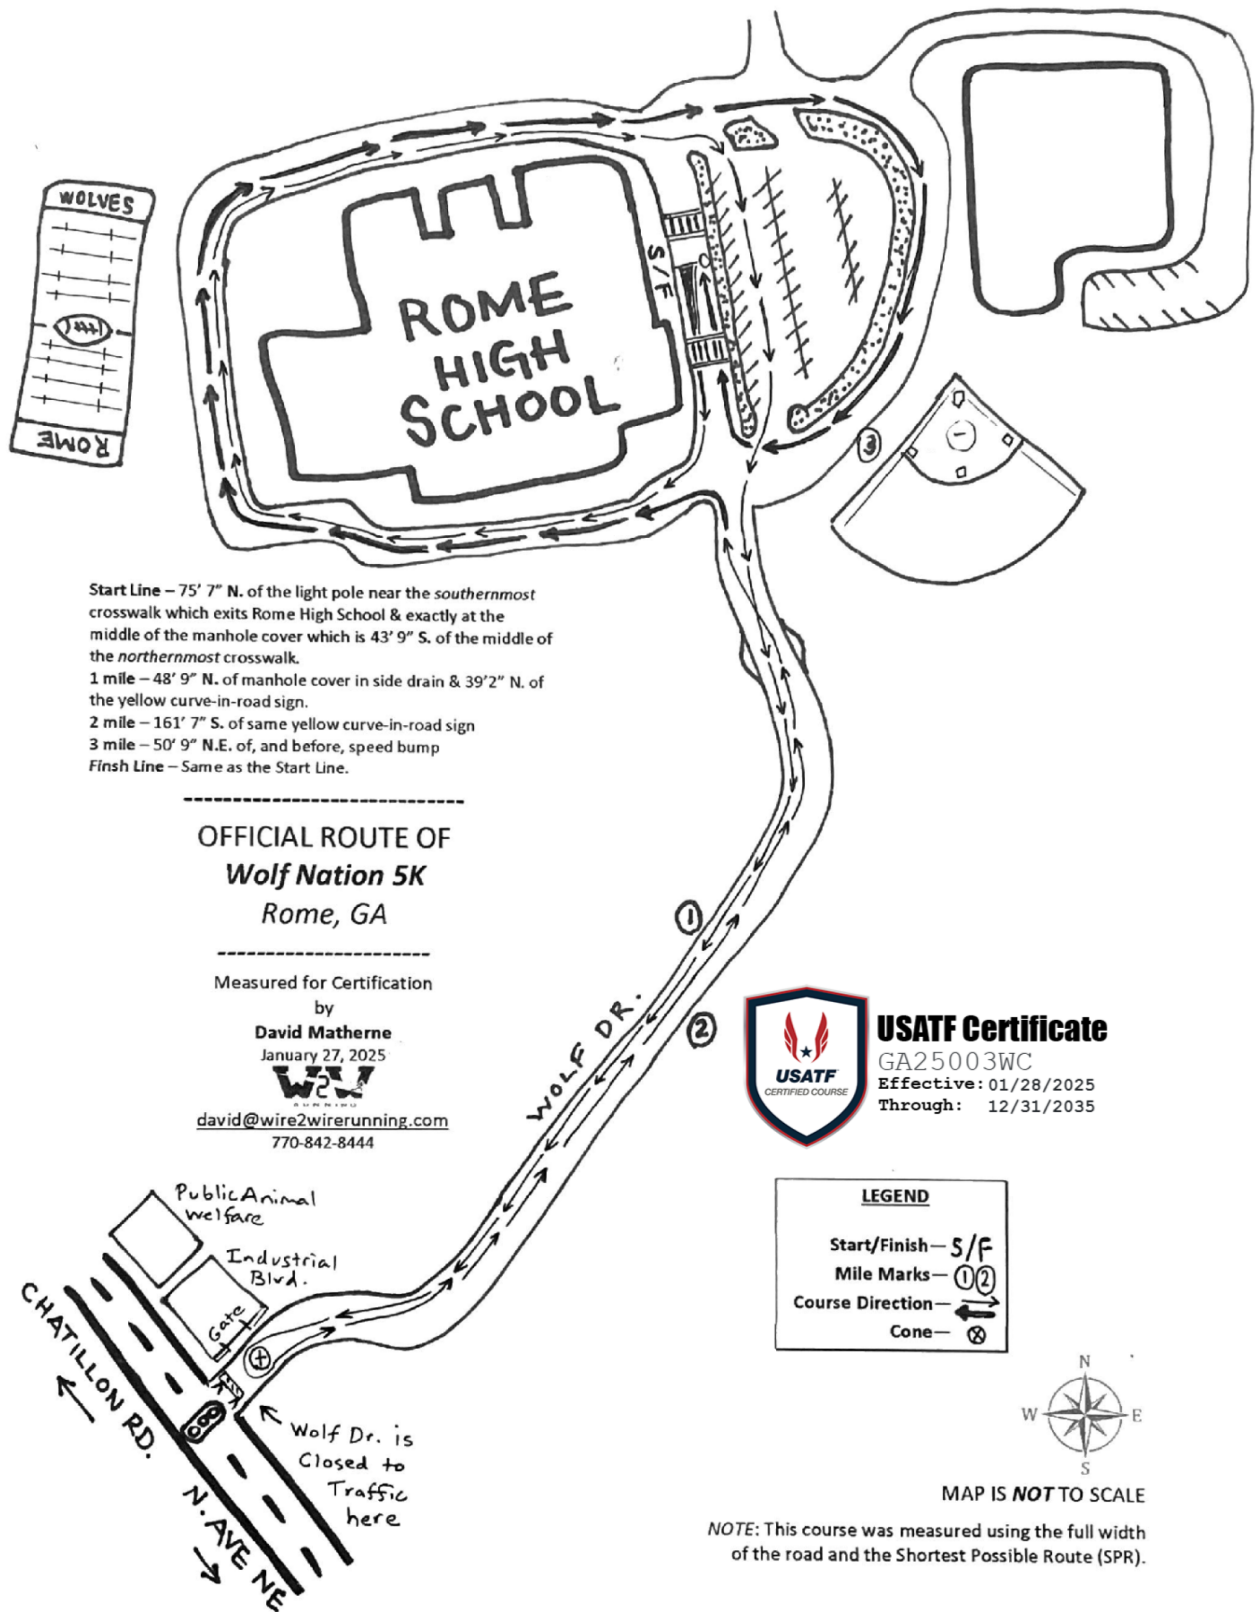 WOLVES
ROME
ROME
HIGH
SCHOOL
S/F
3
Start Line – 75’ 7” N. of the light pole near the southernmost
crosswalk which exits Rome High School & exactly at the
middle of the manhole cover which is 43’ 9” S. of the middle of
the northernmost crosswalk.
1 mile – 48’ 9” N. of manhole cover in side drain & 39’2” N. of
the yellow curve-in-road sign.
2 mile – 161’ 7” S. of same yellow curve-in-road sign
3 mile – 50’ 9” N.E. of, and before, speed bump
Finsh Line – Same as the Start Line.
OFFICIAL ROUTE OF
Wolf Nation 5K
Rome, GA
Measured for Certification
by
David Matherne
January 27, 2025
W2W
RUNNING
david@wire2wirerunning.com
770-842-8444
1
2
WOLF DR.
USATF
CERTIFIED COURSE
USATF Certificate
GA25003WC
Effective: 01/28/2025
Through: 12/31/2035
Public Animal
Welfare
Industrial
Blvd.
Gate
CHATILLON RD.
N. AVE NE
Wolf Dr. is
Closed to
Traffic
here
LEGEND
Start/Finish— S/F
Mile Marks— 1 2
Course Direction—
Cone—
N
W E
S
MAP IS NOT TO SCALE
NOTE: This course was measured using the full width
of the road and the Shortest Possible Route (SPR).